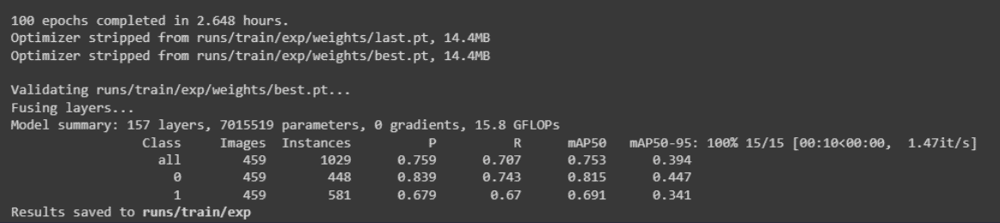 100 epochs completed in 2.648 hours.
Optimizer stripped from runs/train/exp/weights/last.pt, 14.4MB
Optimizer stripped from runs/train/exp/weights/best.pt, 14.4MB
Validating runs/train/exp/weights/best.pt...
Fusing layers...
Model summary: 157 layers, 7015519 parameters, 0 gradients, 15.8 GFLOPs
Class Images Instances P R mAP50 mAP50-95: 100% 15/15 [00:10<00:00, 1.47it/s]
all 459 1029 0.759 0.707 0.753 0.394
0 459 448 0.839 0.743 0.815 0.447
1 459 581 0.679 0.67 0.691 0.341
Results saved to runs/train/exp